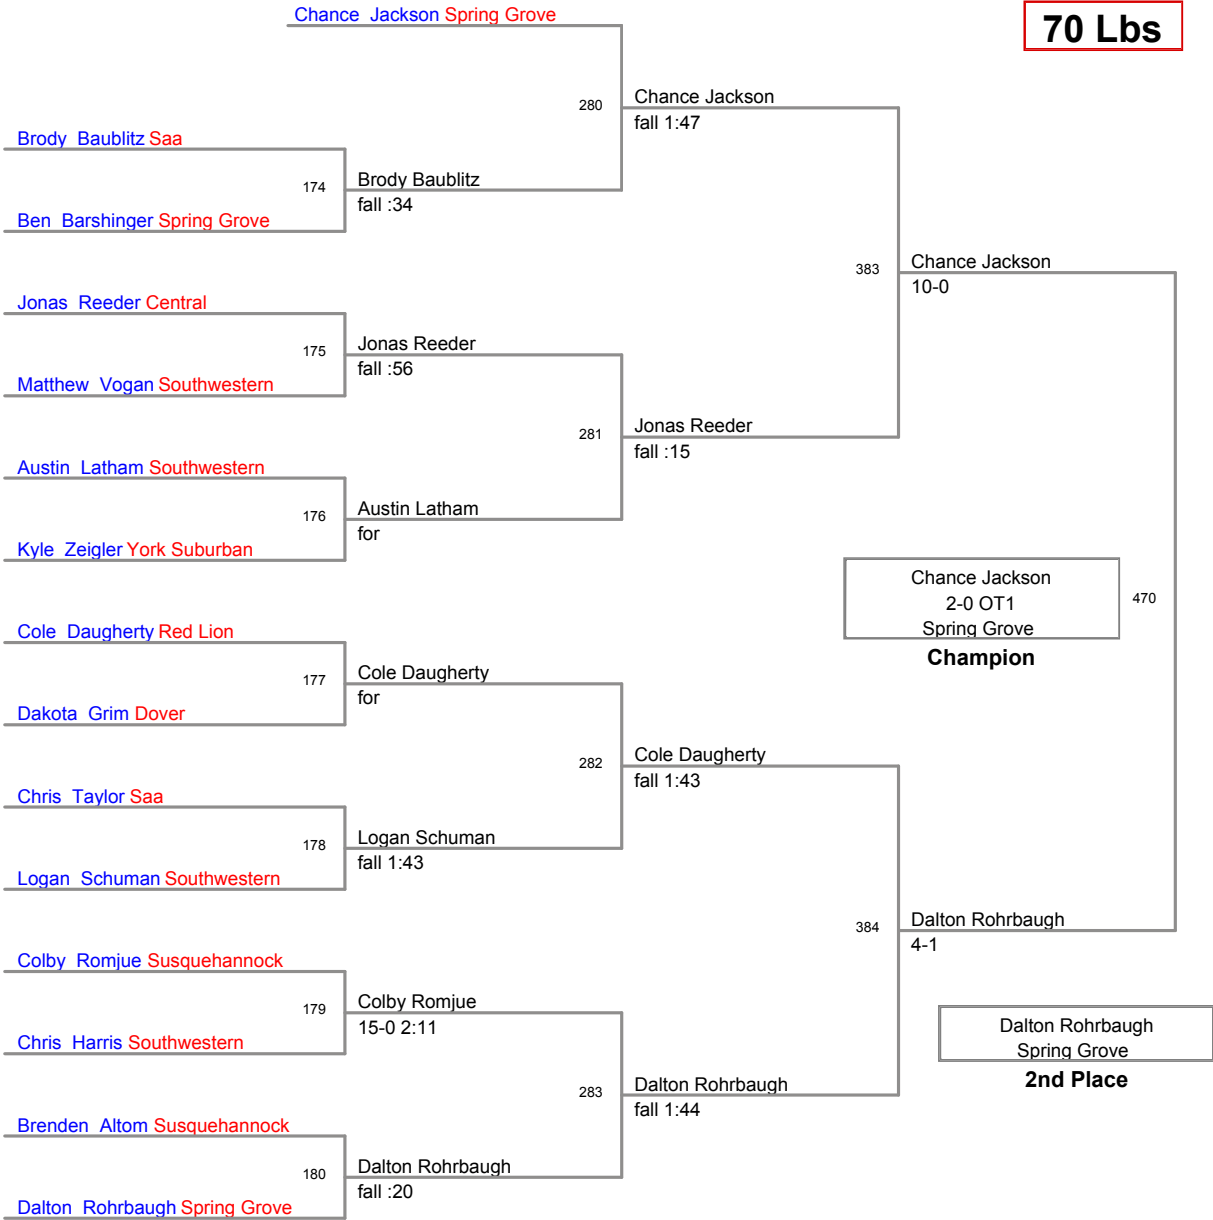 Chance Jackson Spring Grove
70 Lbs
280
Chance Jackson
fall 1:47
Brody Baublitz Saa
174
Brody Baublitz
fall :34
Ben Barshinger Spring Grove
383
Chance Jackson
10-0
Jonas Reeder Central
175
Jonas Reeder
fall :56
Matthew Vogan Southwestern
281
Jonas Reeder
fall :15
Austin Latham Southwestern
176
Austin Latham
for
Kyle Zeigler York Suburban
Chance Jackson
2-0 OT1
Spring Grove
Champion
470
Cole Daugherty Red Lion
177
Cole Daugherty
for
Dakota Grim Dover
282
Cole Daugherty
fall 1:43
Chris Taylor Saa
178
Logan Schuman
fall 1:43
Logan Schuman Southwestern
384
Dalton Rohrbaugh
4-1
Colby Romjue Susquehannock
179
Colby Romjue
15-0 2:11
Chris Harris Southwestern
Dalton Rohrbaugh
Spring Grove
2nd Place
283
Dalton Rohrbaugh
fall 1:44
Brenden Altom Susquehannock
180
Dalton Rohrbaugh
fall :20
Dalton Rohrbaugh Spring Grove